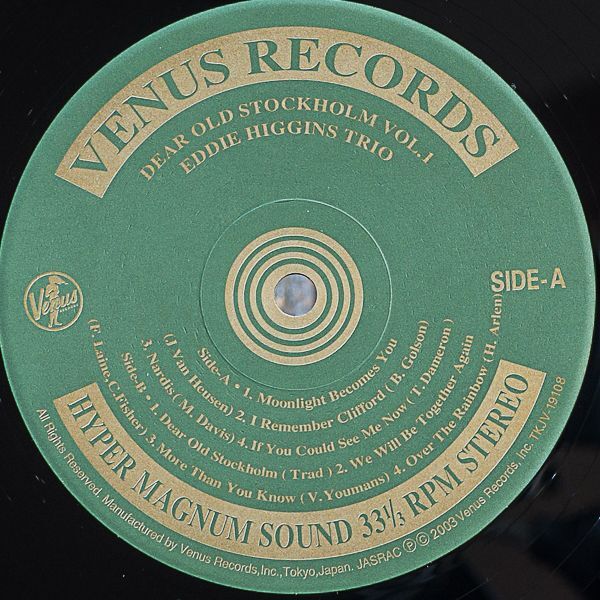 VENUS RECORDS
DEAR OLD STOCKHOLM VOL.1
EDDIE HIGGINS TRIO
Venus
RECORDS
SIDE-A
Side-A • 1. Moonlight Becomes You
(J Van Heusen) 2. I Remember Clifford ( B. Golson)
3. Nardis ( M. Davis) 4. If You Could See Me Now ( T. Dameron )
Side-B • 1. Dear Old Stockholm ( Trad ) 2. We Will Be Together Again
(F. Laine,C.Fisher) 3. More Than You Know ( V. Youmans) 4. Over The Rainbow ( H. Arlen)
HYPER MAGNUM SOUND 33 1/3 RPM STEREO
All Rights Reserved. Manufactured by Venus Records,Inc.,Tokyo,Japan. JASRAC Ⓟ © 2003 Venus Records, Inc. TKJV-19108